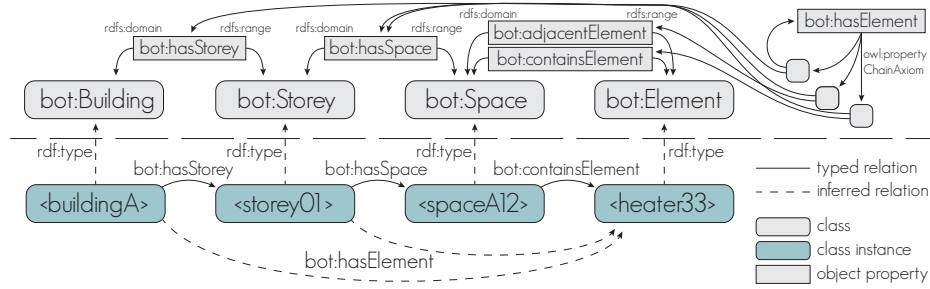 rdfs:domain
rdfs:range
rdfs:domain
rdfs:range
rdfs:domain
rdfs:range
bot:hasElement
bot:hasStorey
bot:hasSpace
bot:adjacentElement
bot:containsElement
owl:property
ChainAxiom
bot:Building
bot:Storey
bot:Space
bot:Element
rdf:type
rdf:type
rdf:type
rdf:type
bot:hasStorey
bot:hasSpace
bot:containsElement
typed relation
inferred relation
<buildingA>
<storey01>
<spaceA12>
<heater33>
class
class instance
object property
bot:hasElement